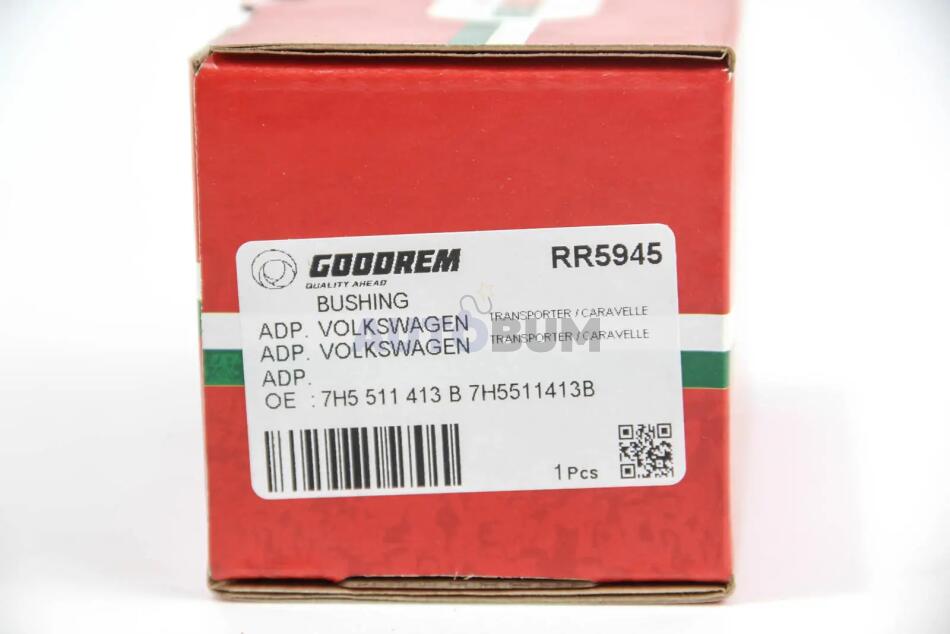 GOODREM
QUALITY AHEAD
RR5945
BUSHING
ADP. VOLKSWAGEN TRANSPORTER / CARAVELLE
ADP. VOLKSWAGEN TRANSPORTER / CARAVELLE
AVTOBUM
ADP.
OE : 7H5 511 413 B 7H5511413B
1 Pcs